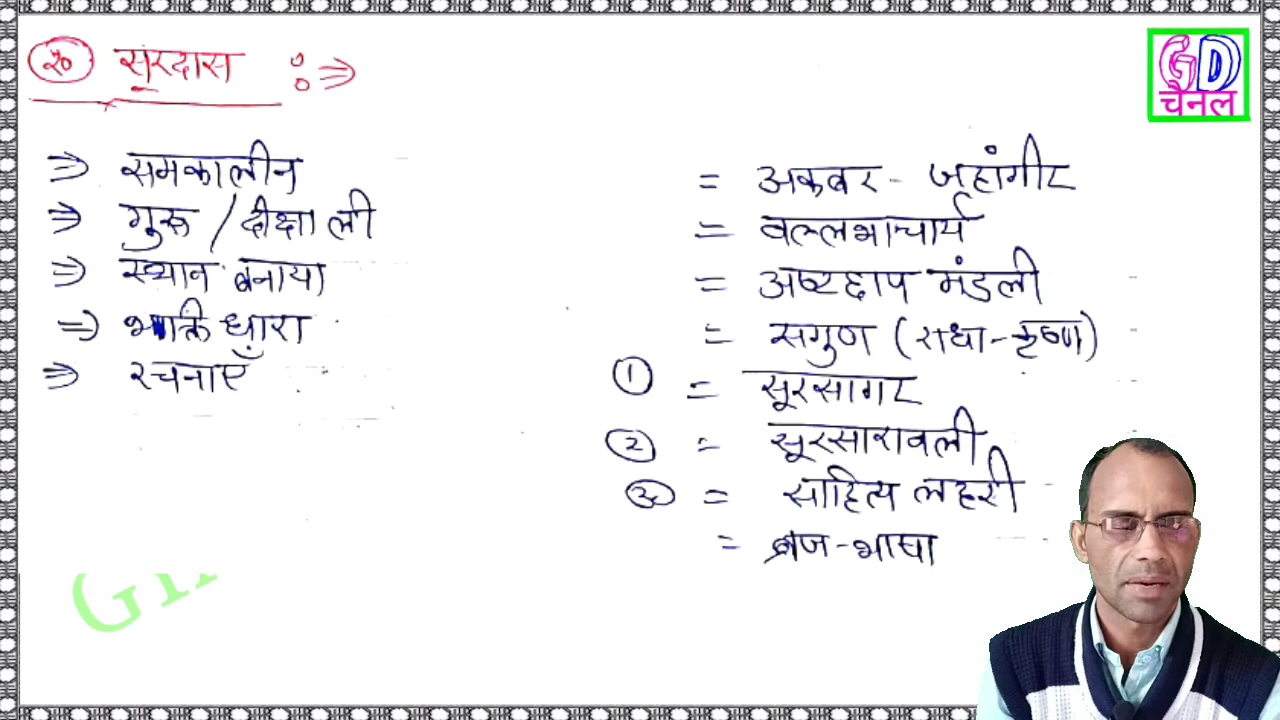 २० सूरदास :⇒
GD
चैनल
⇒ समकालीन = अकबर - जहांगीर
⇒ गुरू / दीक्षा ली = वल्लभाचार्य
⇒ स्थान बनाया = अष्टछाप मंडली
⇒ भक्ति धारा = सगुण (राधा-कृष्ण)
⇒ रचनाएँ ① = सूरसागर
② = सूरसारावली
③ = साहित्य लहरी
= ब्रज-भाषा